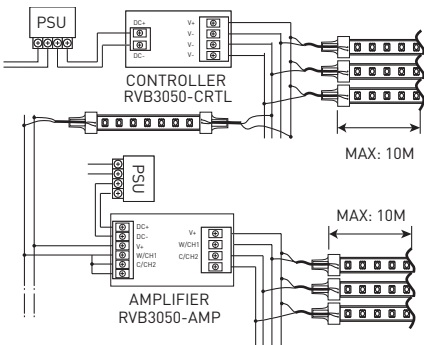 PSU
DC+
DC-
V+
V-
V-
V-
CONTROLLER
RVB3050-CRTL
MAX: 10M
PSU
DC+
DC-
V+
W/CH1
C/CH2
V+
W/CH1
C/CH2
AMPLIFIER
RVB3050-AMP
MAX: 10M